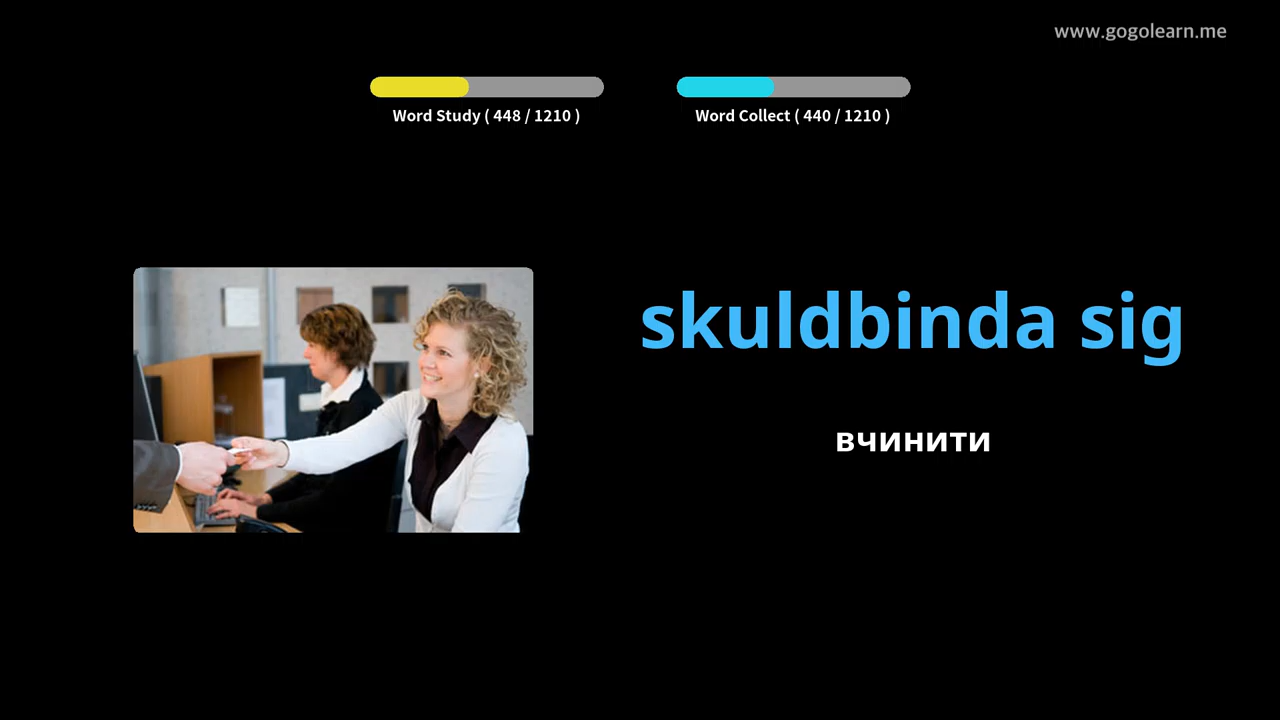 www.gogolearn.me
Word Study ( 448 / 1210 )
Word Collect ( 440 / 1210 )
skuldbinda sig
вчинити